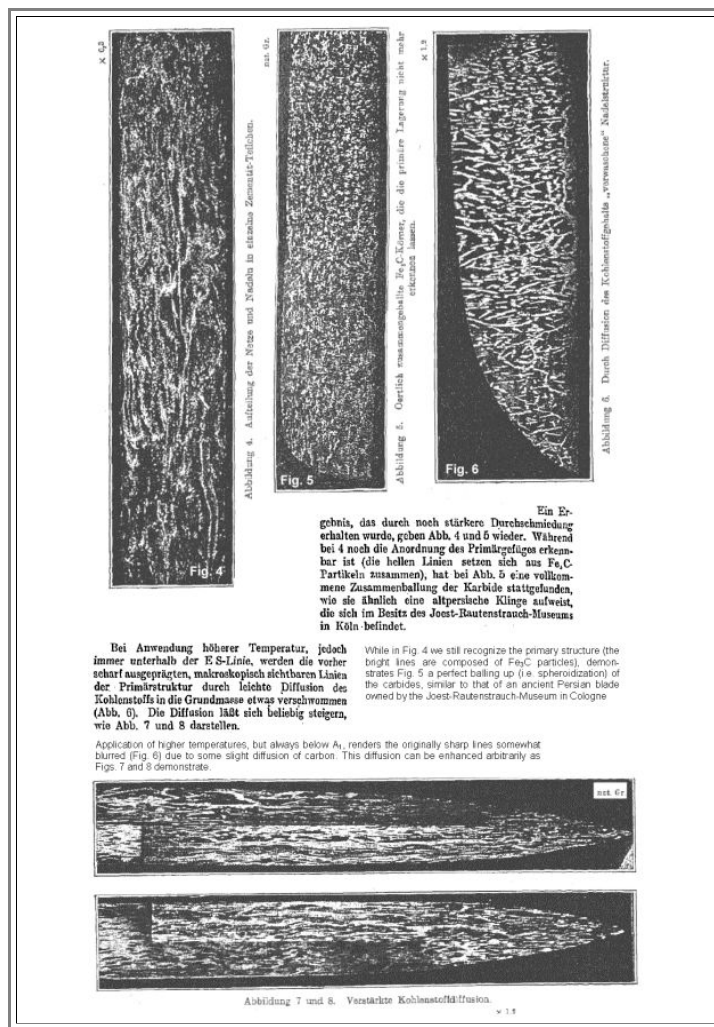 × 6,5
Fig. 4
Abbildung 4. Aufteilung der Netze und Nadeln in einzelne Zementit-Teilchen.
nat. Gr.
Fig. 5
Abbildung 5. Oertlich zusammengeballte Fe₃C-Körner, die die primäre Lagerung nicht mehr
erkennen lassen.
× 1,2
Fig. 6
Abbildung 6. Durch Diffusion des Kohlenstoffgehalts „verwaschene“ Nadelstruktur.
Ein Er-
gebnis, das durch noch stärkere Durchschmiedung
erhalten wurde, geben Abb. 4 und 5 wieder. Während
bei 4 noch die Anordnung des Primärgefüges erkenn-
bar ist (die hellen Linien setzen sich aus Fe₃C-
Partikeln zusammen), hat bei Abb. 5 eine vollkom-
mene Zusammenballung der Karbide stattgefunden,
wie sie ähnlich eine altpersische Klinge aufweist,
die sich im Besitz des Joest-Rautenstrauch-Museums
in Köln befindet.
Bei Anwendung höherer Temperatur, jedoch
immer unterhalb der E S-Linie, werden die vorher
scharf ausgeprägten, makroskopisch sichtbaren Linien
der Primärstruktur durch leichte Diffusion des
Kohlenstoffs in die Grundmasse etwas verschwommen
(Abb. 6). Die Diffusion läßt sich beliebig steigern,
wie Abb. 7 und 8 darstellen.
While in Fig. 4 we still recognize the primary structure (the
bright lines are composed of Fe₃C particles), demon-
strates Fig. 5 a perfect balling up (i.e. spheroidization) of
the carbides, similar to that of an ancient Persian blade
owned by the Joest-Rautenstrauch-Museum in Cologne
Application of higher temperatures, but always below A₁, renders the originally sharp lines somewhat
blurred (Fig. 6) due to some slight diffusion of carbon. This diffusion can be enhanced arbitrarily as
Figs. 7 and 8 demonstrate.
nat. Gr.
Abbildung 7 und 8. Verstärkte Kohlenstoffdiffusion.